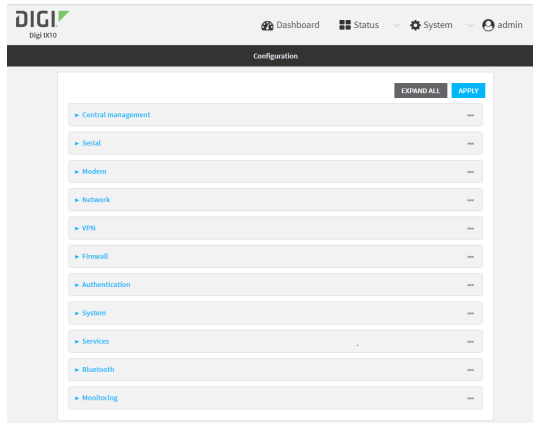 DIGI
Digi IX10
Dashboard Status System admin
Configuration
EXPAND ALL APPLY
Central management
Serial
Modem
Network
VPN
Firewall
Authentication
System
Services
Bluetooth
Monitoring